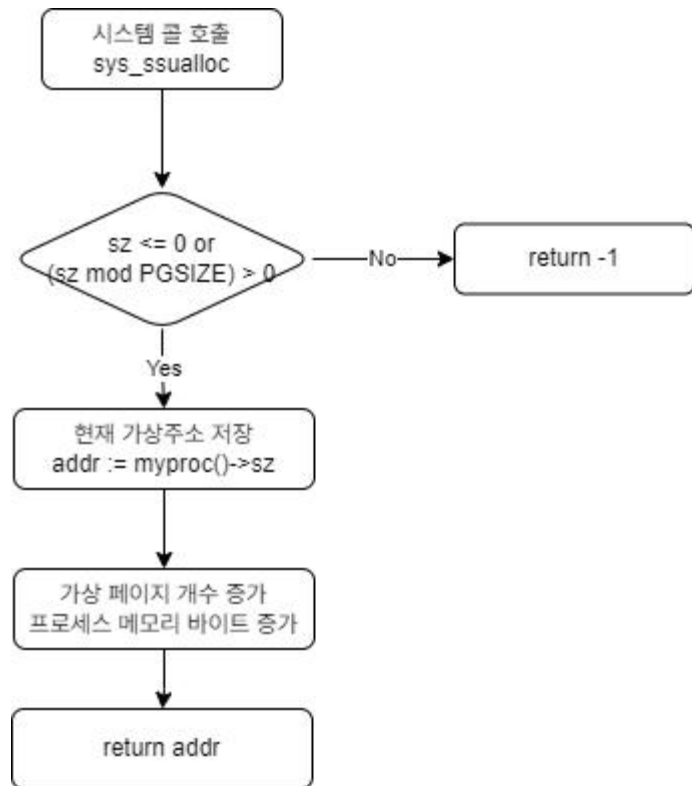 시스템 콜 호출
sys_ssualloc
sz <= 0 or
(sz mod PGSIZE) > 0
No
return -1
Yes
현재 가상주소 저장
addr := myproc()->sz
가상 페이지 개수 증가
프로세스 메모리 바이트 증가
return addr